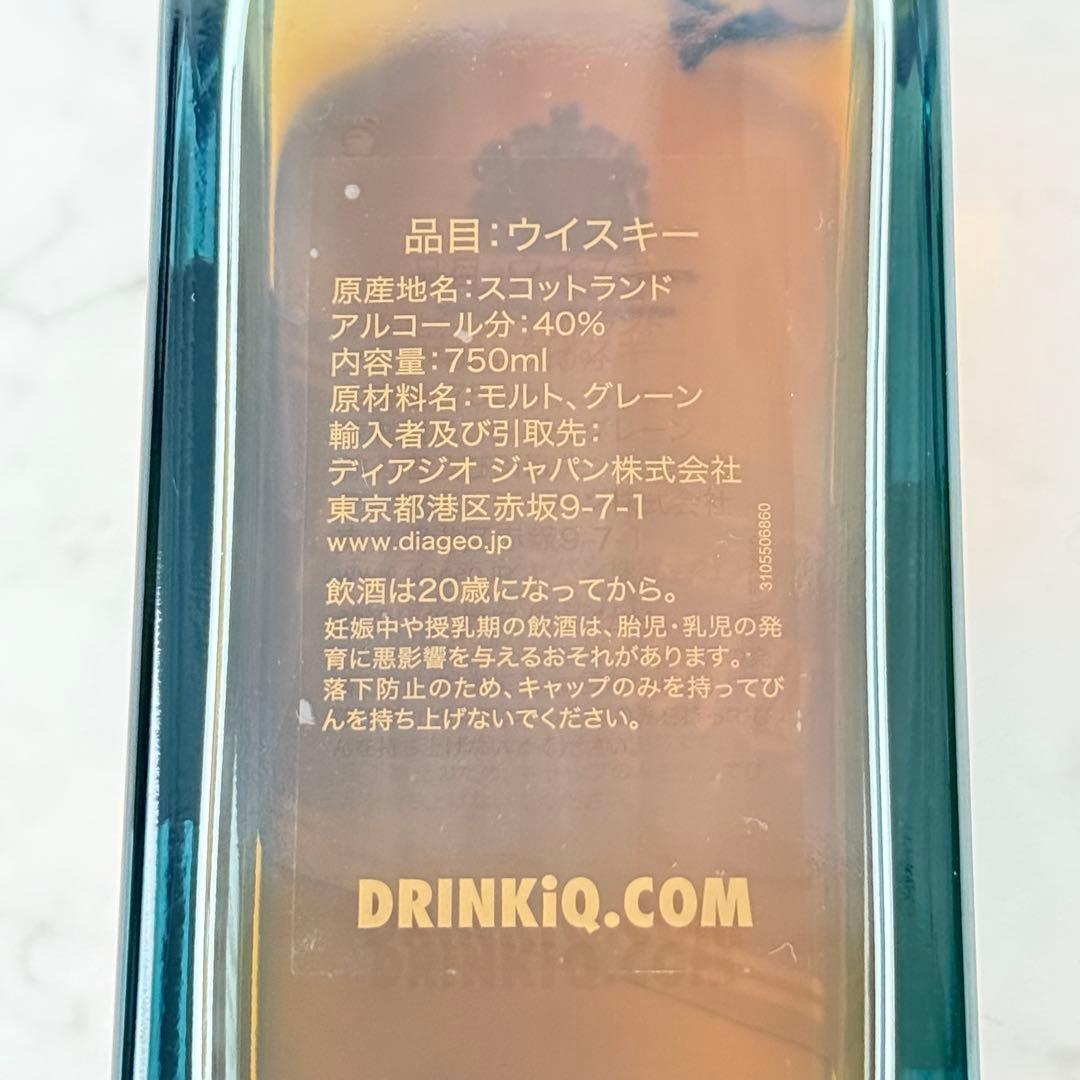 品目:ウイスキー
原産地名:スコットランド
アルコール分:40%
内容量:750ml
原材料名:モルト、グレーン
輸入者及び引取先:
ディアジオ ジャパン株式会社
東京都港区赤坂9-7-1
www.diageo.jp
3105506860
飲酒は20歳になってから。
妊娠中や授乳期の飲酒は、胎児・乳児の発
育に悪影響を与えるおそれがあります。
落下防止のため、キャップのみを持ってび
んを持ち上げないでください。
DRINKiQ.COM